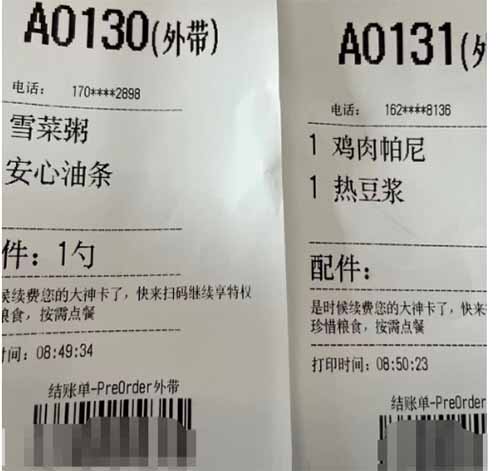 A0130(外带)
电话: 170****2898
雪菜粥
安心油条
件: 1勺
候续费您的大神卡了, 快来扫码继续享特权
粮食, 按需点餐
时间: 08:49:34
结账单-PreOrder外带
A0131(外
电话: 162****8136
1 鸡肉帕尼
1 热豆浆
配件:
是时候续费您的大神卡了, 快来
珍惜粮食, 按需点餐
打印时间: 08:50:23
结账单-PreOrder